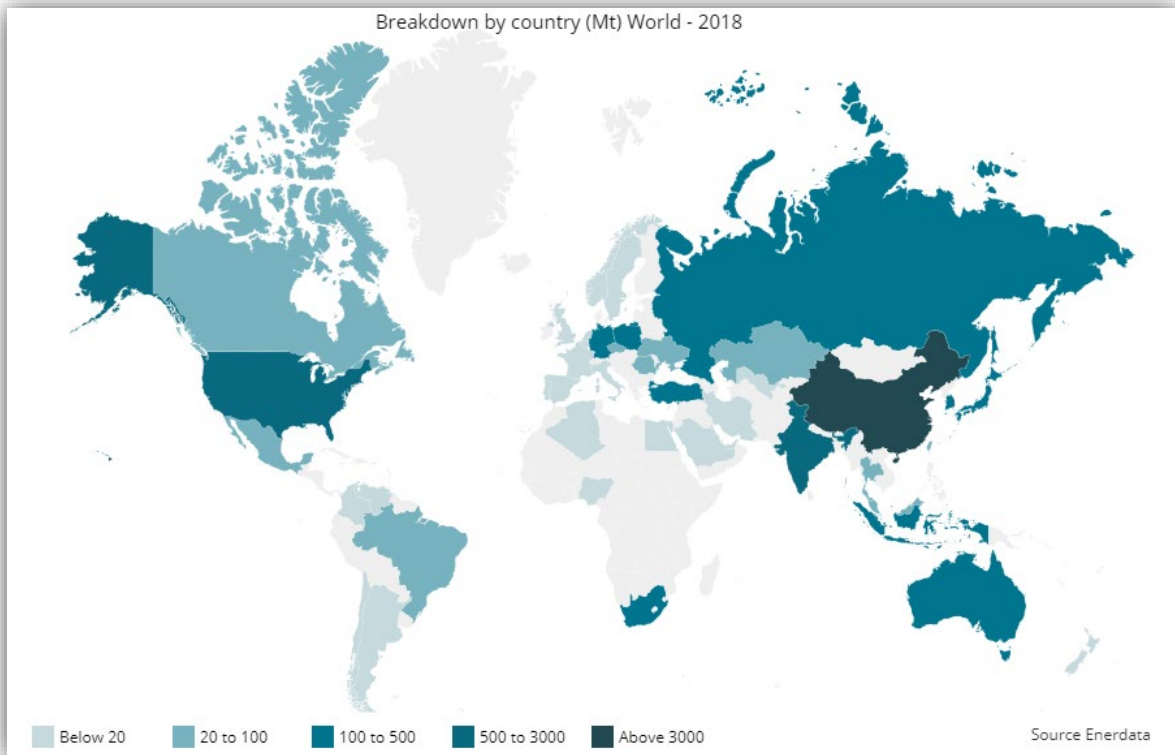 Breakdown by country (Mt) World - 2018
Below 20
20 to 100
100 to 500
500 to 3000
Above 3000
Source Enerdata